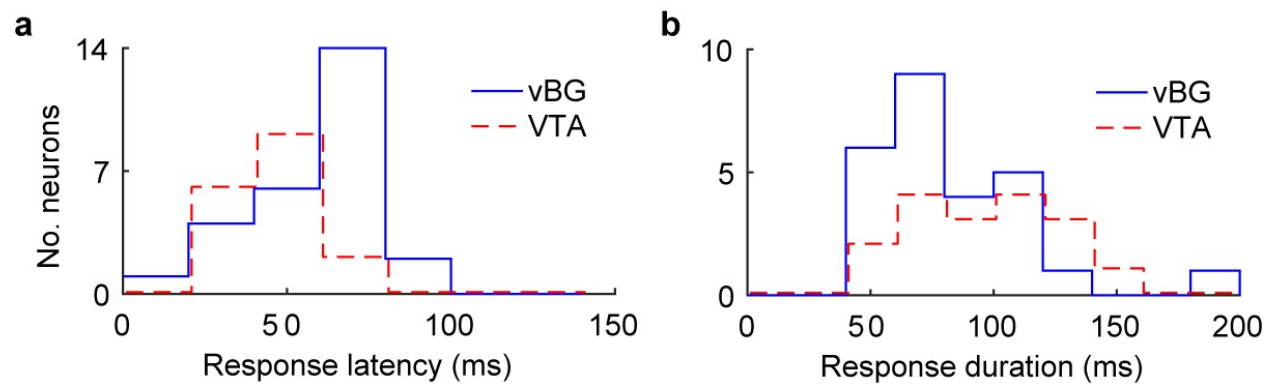 a
14
7
0
No. neurons
vBG
VTA
0 50 100 150
Response latency (ms)
b
10
5
0
vBG
VTA
0 50 100 150 200
Response duration (ms)